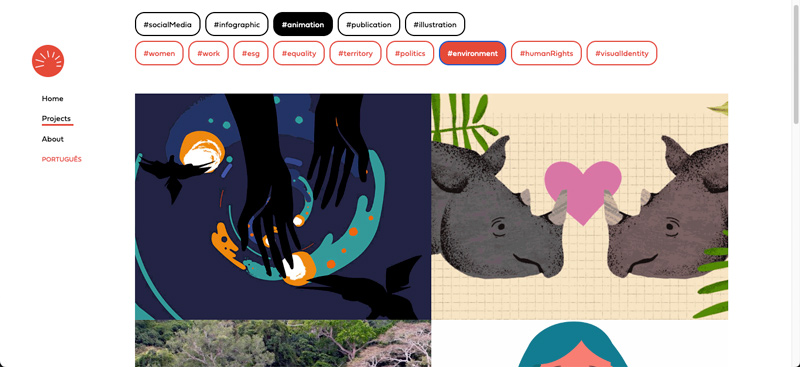 #socialMedia #infographic #animation #publication #illustration
#women #work #esg #equality #territory #politics #environment #humanRights #visualIdentity
Home
Projects
About
PORTUGUÊS